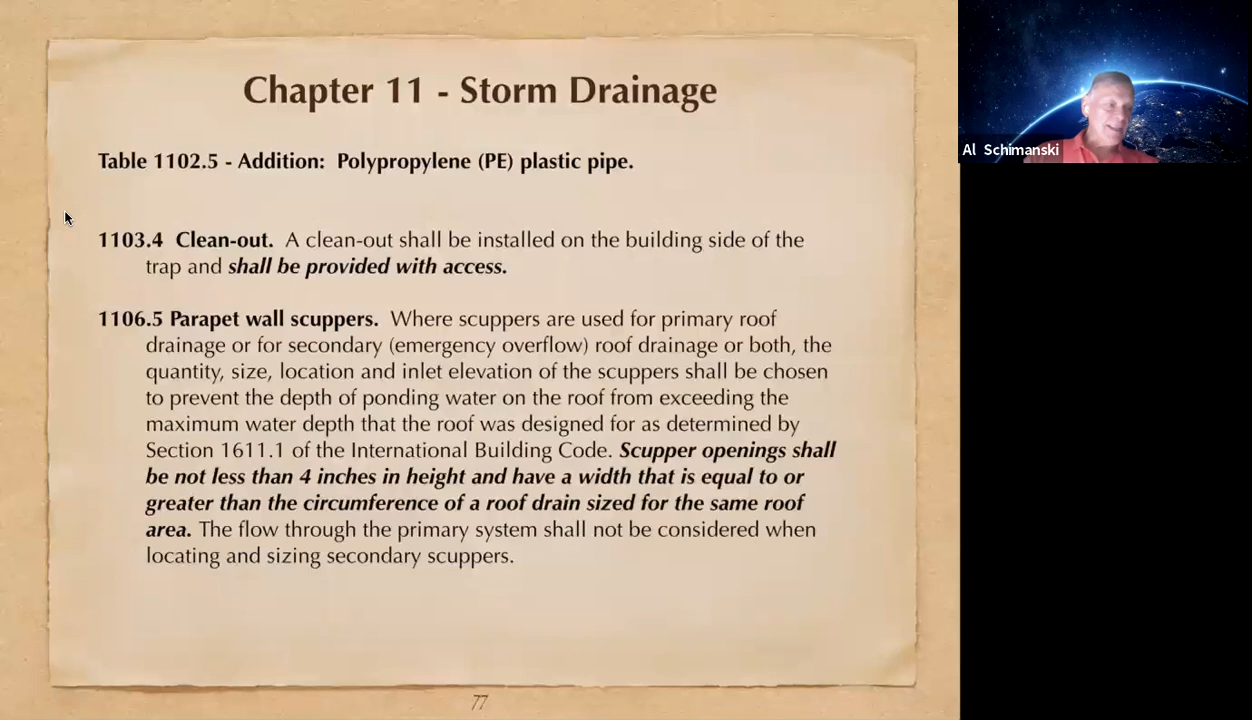 Chapter 11 - Storm Drainage
Table 1102.5 - Addition: Polypropylene (PE) plastic pipe.
1103.4 Clean-out. A clean-out shall be installed on the building side of the
trap and shall be provided with access.
1106.5 Parapet wall scuppers. Where scuppers are used for primary roof
drainage or for secondary (emergency overflow) roof drainage or both, the
quantity, size, location and inlet elevation of the scuppers shall be chosen
to prevent the depth of ponding water on the roof from exceeding the
maximum water depth that the roof was designed for as determined by
Section 1611.1 of the International Building Code. Scupper openings shall
be not less than 4 inches in height and have a width that is equal to or
greater than the circumference of a roof drain sized for the same roof
area. The flow through the primary system shall not be considered when
locating and sizing secondary scuppers.
77
Al Schimanski